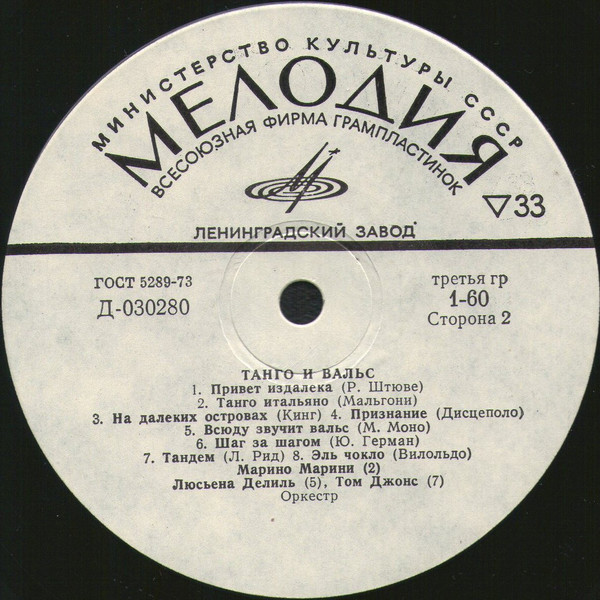 МИНИСТЕРСТВО КУЛЬТУРЫ СССР
МЕЛОДИЯ
ВСЕСОЮЗНАЯ ФИРМА ГРАМПЛАСТИНОК
▽33
ЛЕНИНГРАДСКИЙ ЗАВОД
ГОСТ 5289-73
Д-030280
третья гр
1-60
Сторона 2
ТАНГО И ВАЛЬС
1. Привет издалека (Р. Штюве)
2. Танго итальяно (Мальгони)
3. На далеких островах (Кинг) 4. Признание (Дисцеполо)
5. Всюду звучит вальс (М. Моно)
6. Шаг за шагом (Ю. Герман)
7. Тандем (Л. Рид) 8. Эль чокло (Вилольдо)
Марино Марини (2)
Люсьена Делиль (5), Том Джонс (7)
Оркестр